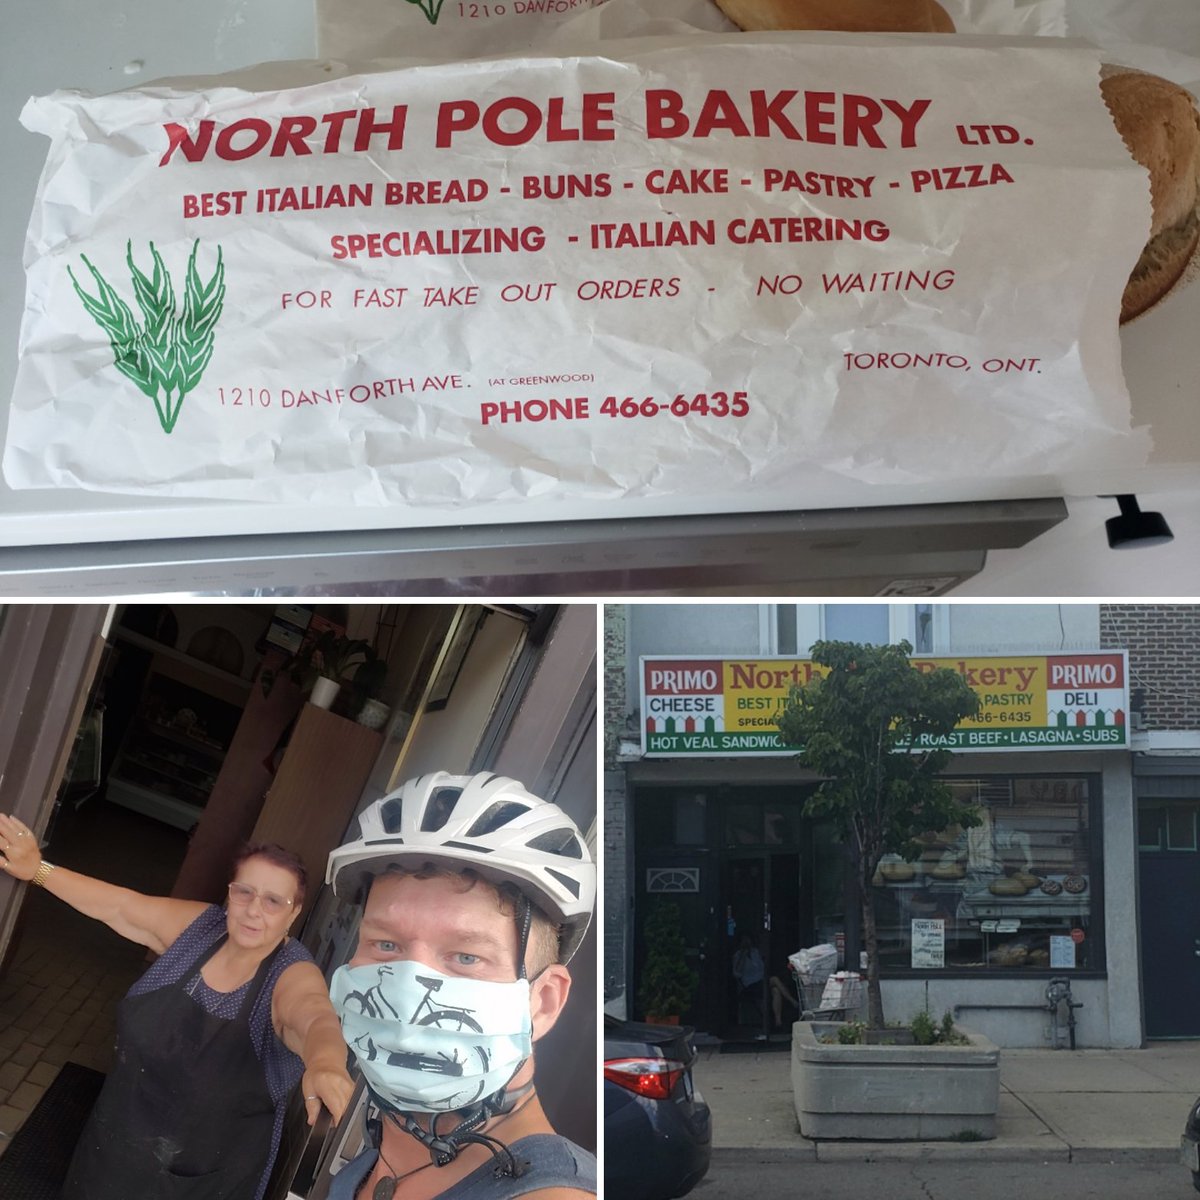 1210 DANFORTH
NORTH POLE BAKERY LTD.
BEST ITALIAN BREAD - BUNS - CAKE - PASTRY - PIZZA
SPECIALIZING - ITALIAN CATERING
FOR FAST TAKE OUT ORDERS - NO WAITING
1210 DANFORTH AVE. (AT GREENWOOD)
TORONTO, ONT.
PHONE 466-6435
PRIMO North Bakery PRIMO
CHEESE BEST PASTRY DELI
466-6435
HOT VEAL ROAST BEEF • LASAGNA • SUBS